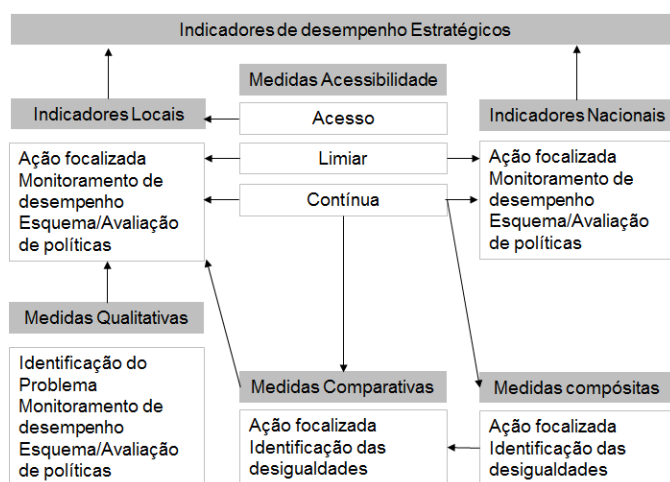 Indicadores de desempenho Estratégicos
Medidas Acessibilidade
Indicadores Locais
Acesso
Indicadores Nacionais
Ação focalizada
Monitoramento de
desempenho
Esquema/Avaliação
de políticas
Limiar
Contínua
Ação focalizada
Monitoramento de
desempenho
Esquema/Avaliação
de políticas
Medidas Qualitativas
Identificação do
Problema
Monitoramento de
desempenho
Esquema/Avaliação
de políticas
Medidas Comparativas
Ação focalizada
Identificação das
desigualdades
Medidas compósitas
Ação focalizada
Identificação das
desigualdades